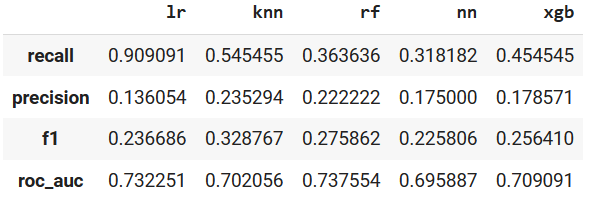 lr knn rf nn xgb
recall 0.909091 0.545455 0.363636 0.318182 0.454545
precision 0.136054 0.235294 0.222222 0.175000 0.178571
f1 0.236686 0.328767 0.275862 0.225806 0.256410
roc_auc 0.732251 0.702056 0.737554 0.695887 0.709091